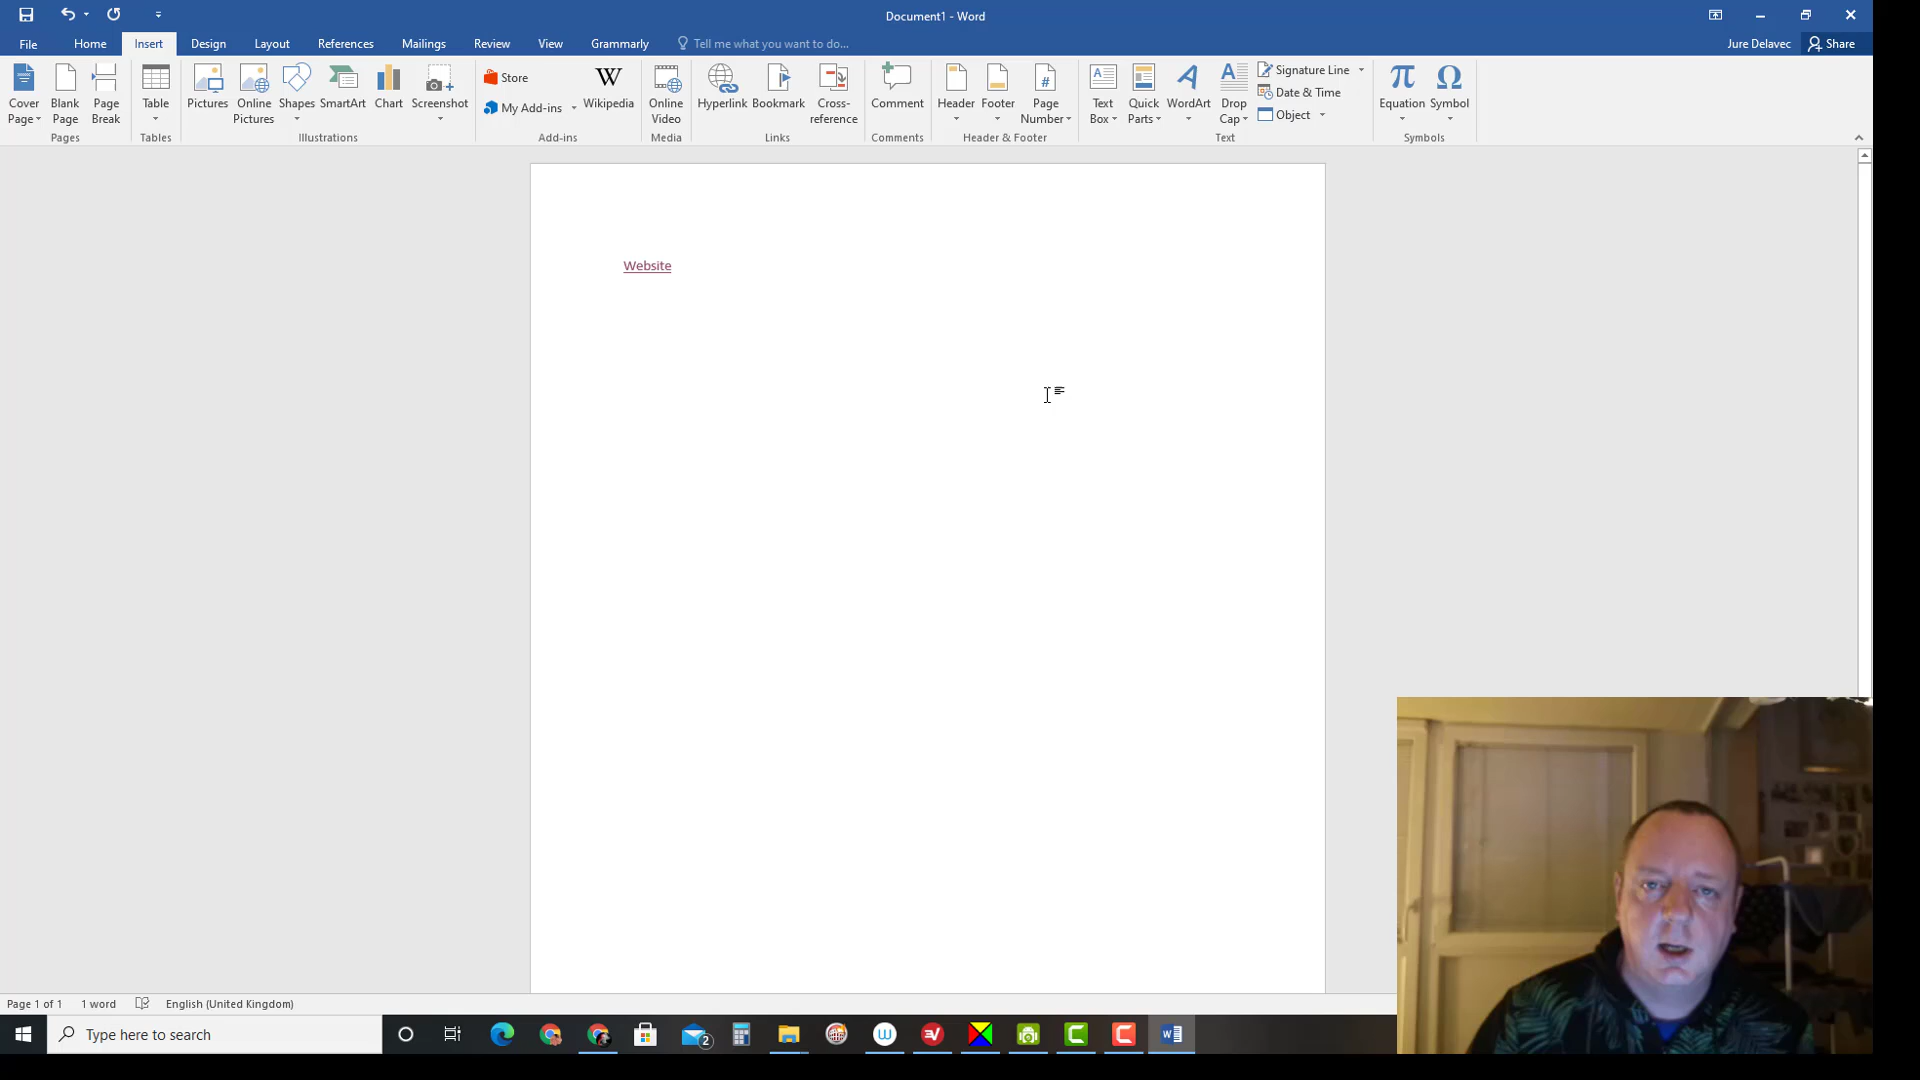 Document1 - Word
File
Home
Insert
Design
Layout
References
Mailings
Review
View
Grammarly
Tell me what you want to do...
Jure Delavec
Share
Cover
Page
Blank
Page
Page
Break
Pages
Table
Tables
Pictures
Online
Pictures
Shapes
SmartArt
Chart
Screenshot
Illustrations
Store
My Add-ins
W
Wikipedia
Add-ins
Online
Video
Media
Hyperlink
Bookmark
Cross-
reference
Links
Comment
Comments
Header
Footer
Page
Number
Header & Footer
Text
Box
Quick
Parts
WordArt
Drop
Cap
Signature Line
Date & Time
Object
Text
π
Equation
Ω
Symbol
Symbols
Website
Page 1 of 1
1 word
English (United Kingdom)
Type here to search
2